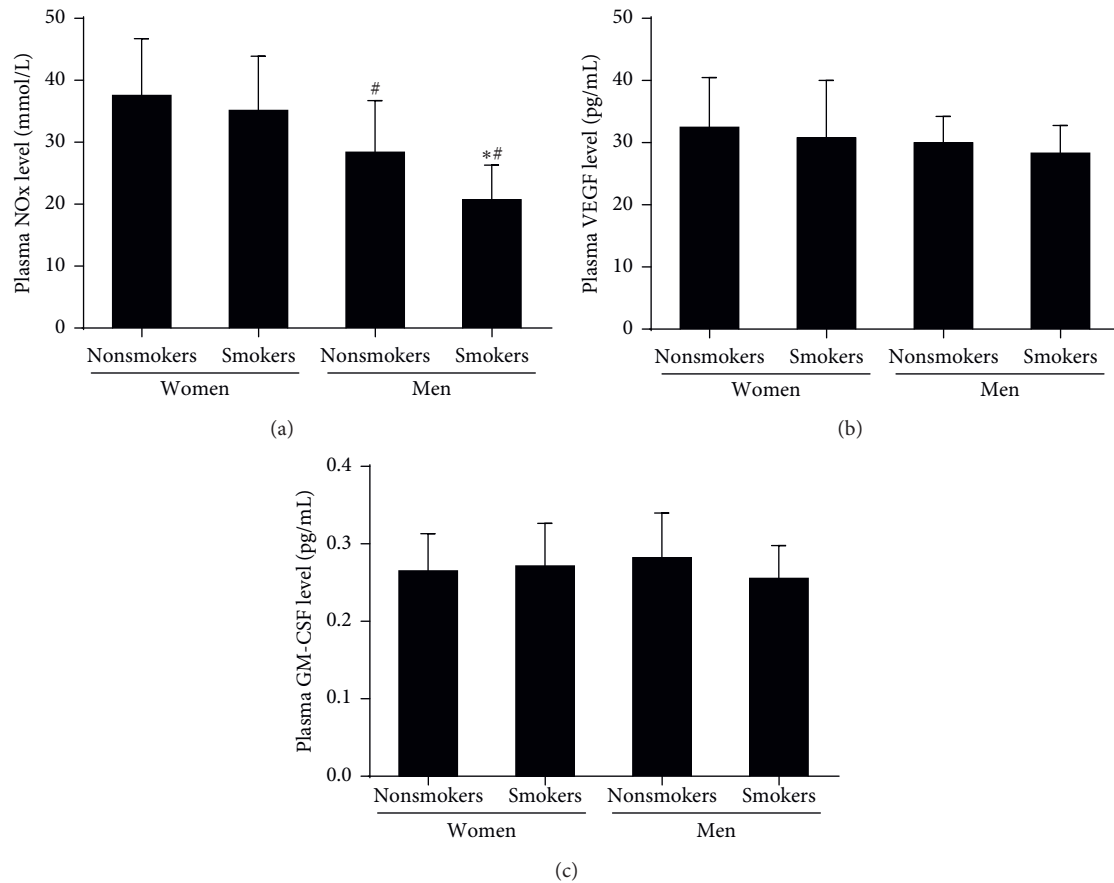 Plasma NOx level (mmol/L)
50
40
30
20
10
0
#
*#
Nonsmokers Smokers Nonsmokers Smokers
Women Men
(a)
Plasma VEGF level (pg/mL)
50
40
30
20
10
0
Nonsmokers Smokers Nonsmokers Smokers
Women Men
(b)
Plasma GM-CSF level (pg/mL)
0.4
0.3
0.2
0.1
0.0
Nonsmokers Smokers Nonsmokers Smokers
Women Men
(c)